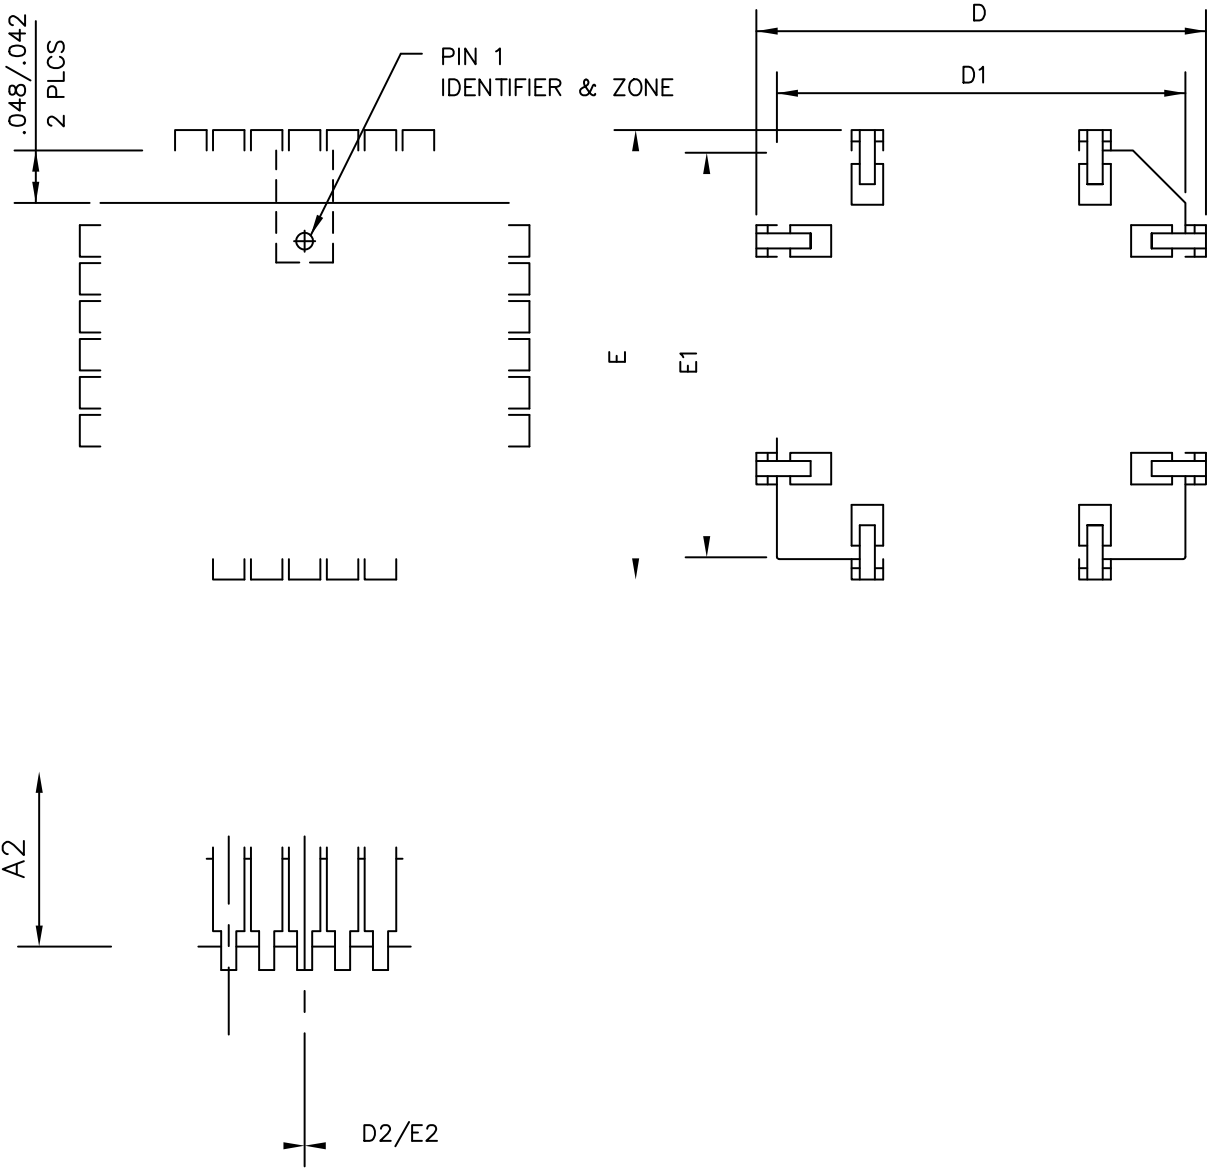 .048/.042
2 PLCS
PIN 1
IDENTIFIER & ZONE
D
D1
E
E1
A2
D2/E2